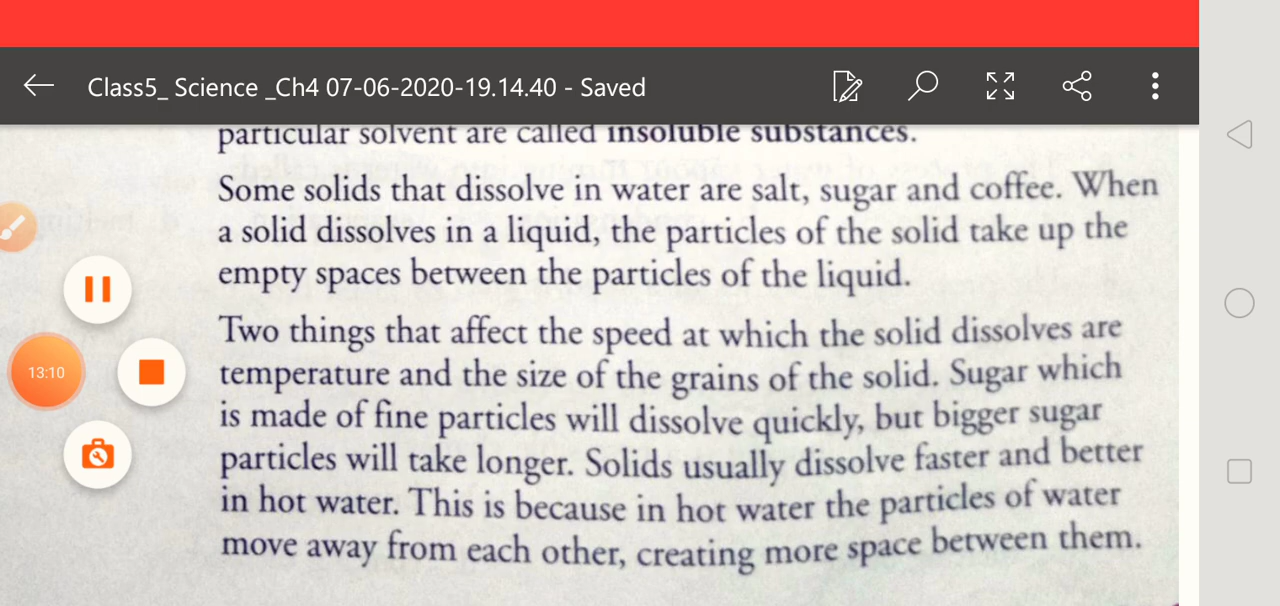 Class5_ Science _Ch4 07-06-2020-19.14.40 - Saved
particular solvent are called insoluble substances.
Some solids that dissolve in water are salt, sugar and coffee. When
a solid dissolves in a liquid, the particles of the solid take up the
empty spaces between the particles of the liquid.
Two things that affect the speed at which the solid dissolves are
temperature and the size of the grains of the solid. Sugar which
is made of fine particles will dissolve quickly, but bigger sugar
particles will take longer. Solids usually dissolve faster and better
in hot water. This is because in hot water the particles of water
move away from each other, creating more space between them.
13:10